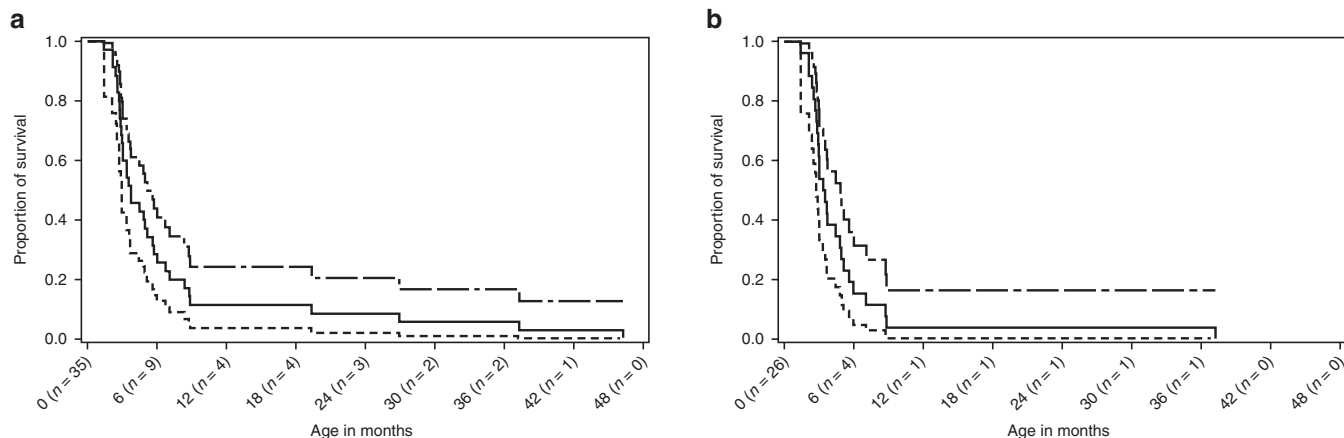 a
1.0
0.8
0.6
0.4
0.2
0.0
Proportion of survival
0 (n = 35)
6 (n = 9)
12 (n = 4)
18 (n = 4)
24 (n = 3)
30 (n = 2)
36 (n = 2)
42 (n = 1)
48 (n = 0)
Age in months
b
1.0
0.8
0.6
0.4
0.2
0.0
Proportion of survival
0 (n = 26)
6 (n = 4)
12 (n = 1)
18 (n = 1)
24 (n = 1)
30 (n = 1)
36 (n = 1)
42 (n = 0)
48 (n = 0)
Age in months